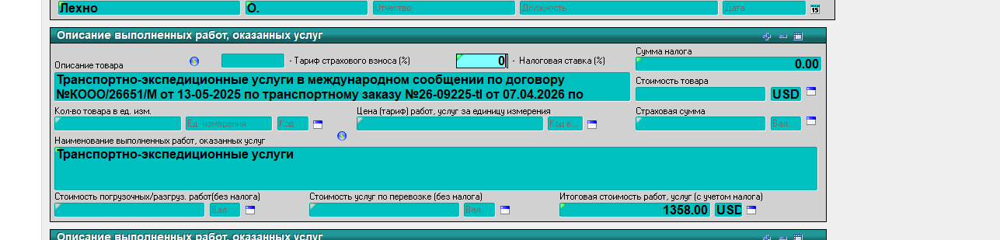 Лехно О. Отчество Должность Дата 15
Описание выполненных работ, оказанных услуг
Сумма налога
Описание товара - Тариф страхового взноса (%) 0 - Налоговая ставка (%) 0.00
Транспортно-экспедиционные услуги в международном сообщении по договору
№КООО/26651/М от 13-05-2025 по транспортному заказу №26-09225-tl от 07.04.2026 по
Стоимость товара
USD
Кол-во товара в ед. изм. Цена (тариф) работ, услуг за единицу измерения Страховая сумма
Ед. измерения Код Код в... Вал.
Наименование выполненных работ, оказанных услуг
Транспортно-экспедиционные услуги
Стоимость погрузочных/разгруз. работ(без налога) Стоимость услуг по перевозке (без налога) Итоговая стоимость работ, услуг (с учетом налога)
Вал. Вал. 1358.00 USD
Описание выполненных работ, оказанных услуг